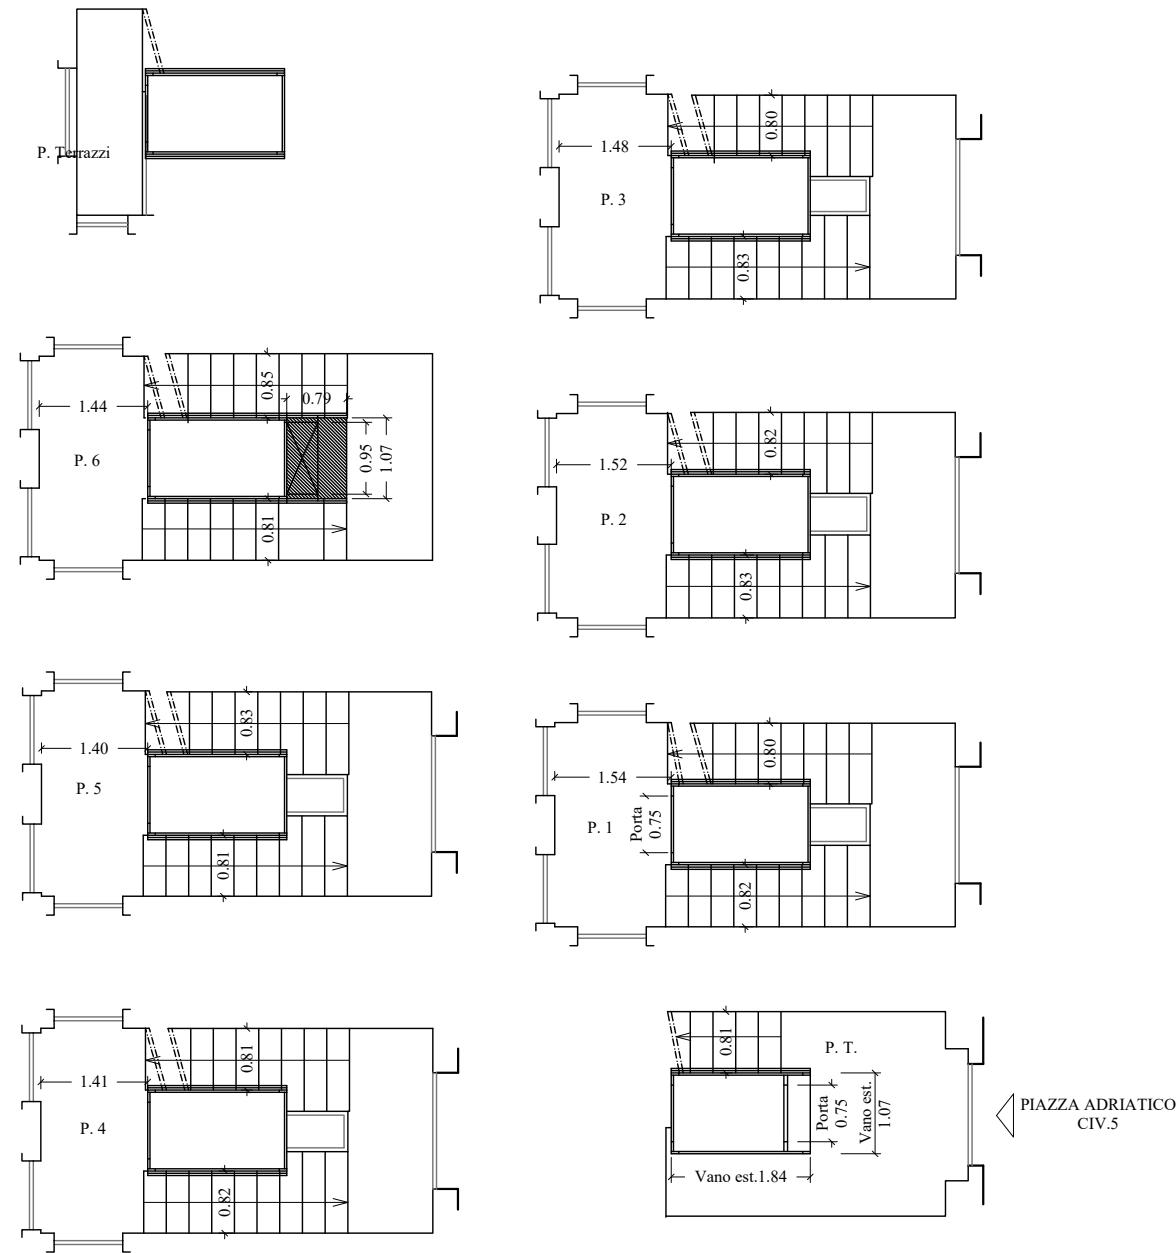 P. Terrazzi
0.80
1.48
P. 3
0.83
0.85
0.79
1.44
P. 6
0.95
1.07
0.81
0.82
1.52
P. 2
0.83
0.83
1.40
P. 5
0.81
0.80
1.54
P. 1
Porta
0.75
0.82
0.81
1.41
P. 4
0.82
0.81
P. T.
Porta
0.75
Vano est.
1.07
Vano est.1.84
PIAZZA ADRIATICO
CIV.5